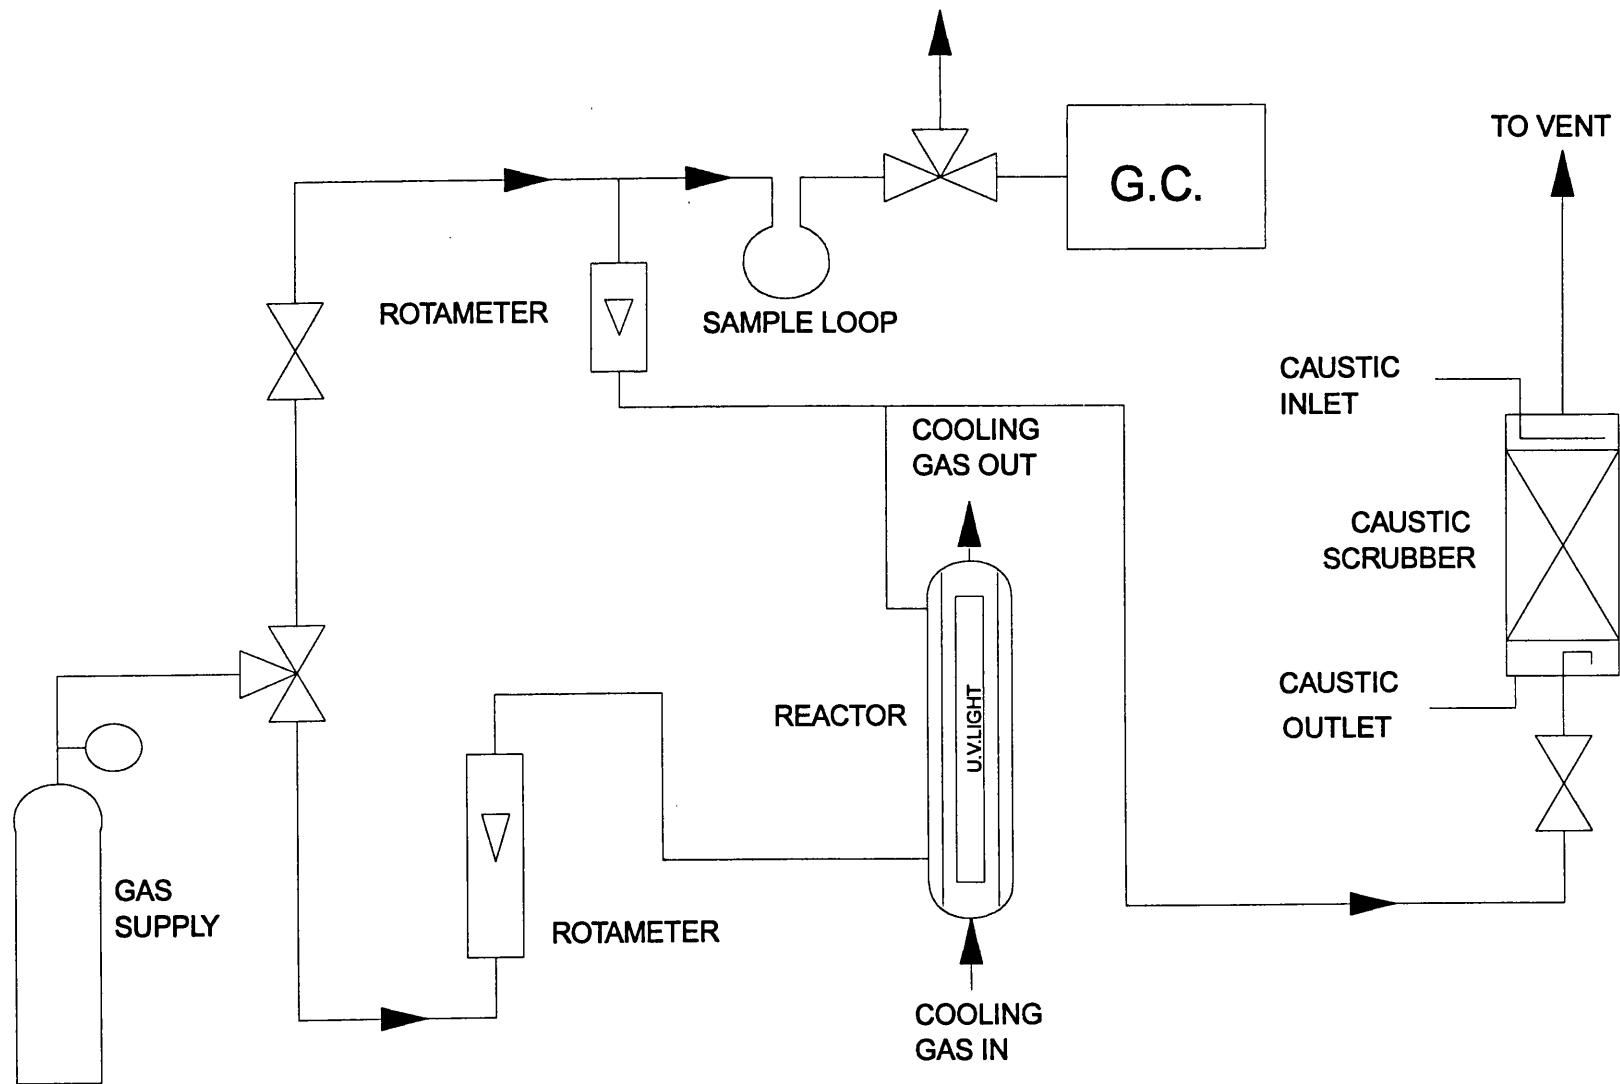 TO VENT
G.C.
ROTAMETER
SAMPLE LOOP
CAUSTIC
INLET
COOLING
GAS OUT
CAUSTIC
SCRUBBER
REACTOR
U.V.LIGHT
CAUSTIC
OUTLET
GAS
SUPPLY
ROTAMETER
COOLING
GAS IN